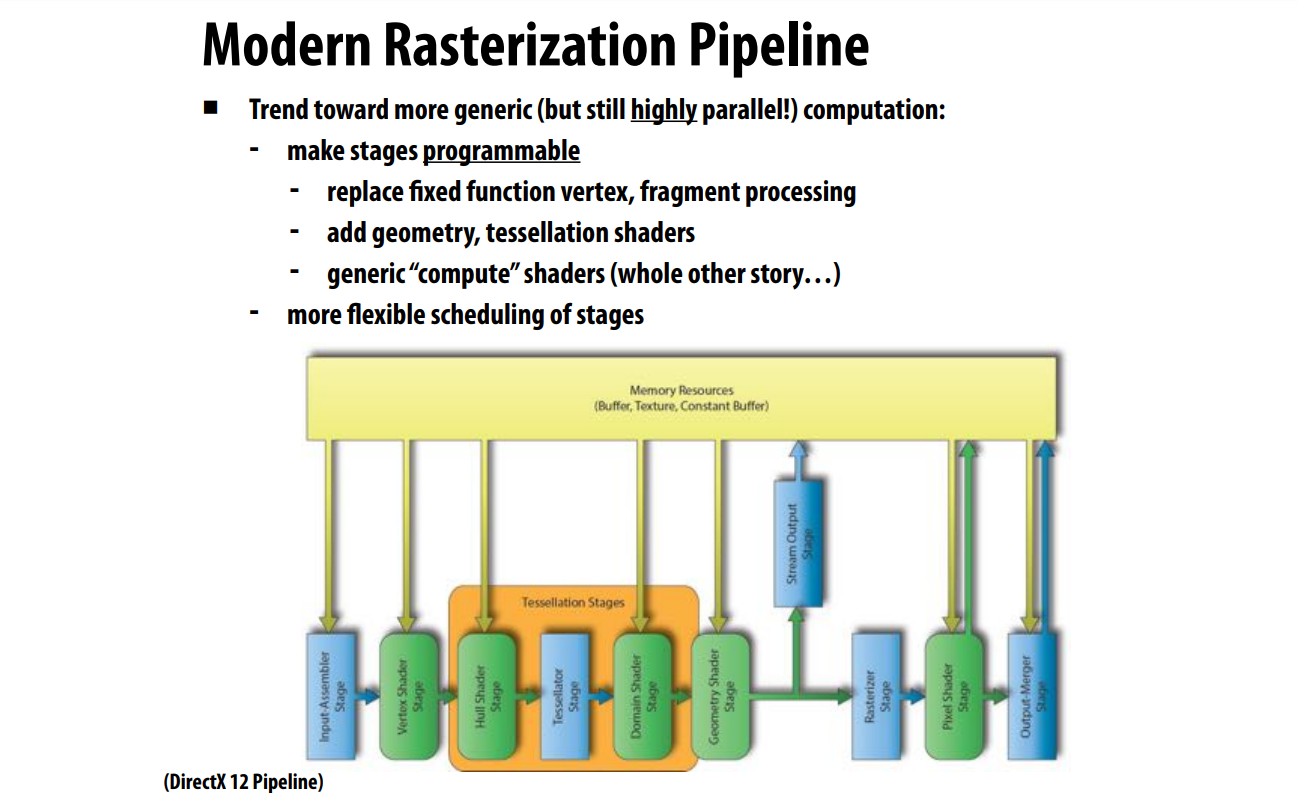 Modern Rasterization Pipeline
■ Trend toward more generic (but still highly parallel!) computation:
- make stages programmable
- replace fixed function vertex, fragment processing
- add geometry, tessellation shaders
- generic “compute” shaders (whole other story…)
- more flexible scheduling of stages
Memory Resources
(Buffer, Texture, Constant Buffer)
Stream Output
Stage
Tessellation Stages
Input-Assembler
Stage
Vertex Shader
Stage
Hull Shader
Stage
Tessellator
Stage
Domain Shader
Stage
Geometry Shader
Stage
Rasterizer
Stage
Pixel Shader
Stage
Output-Merger
Stage
(DirectX 12 Pipeline)